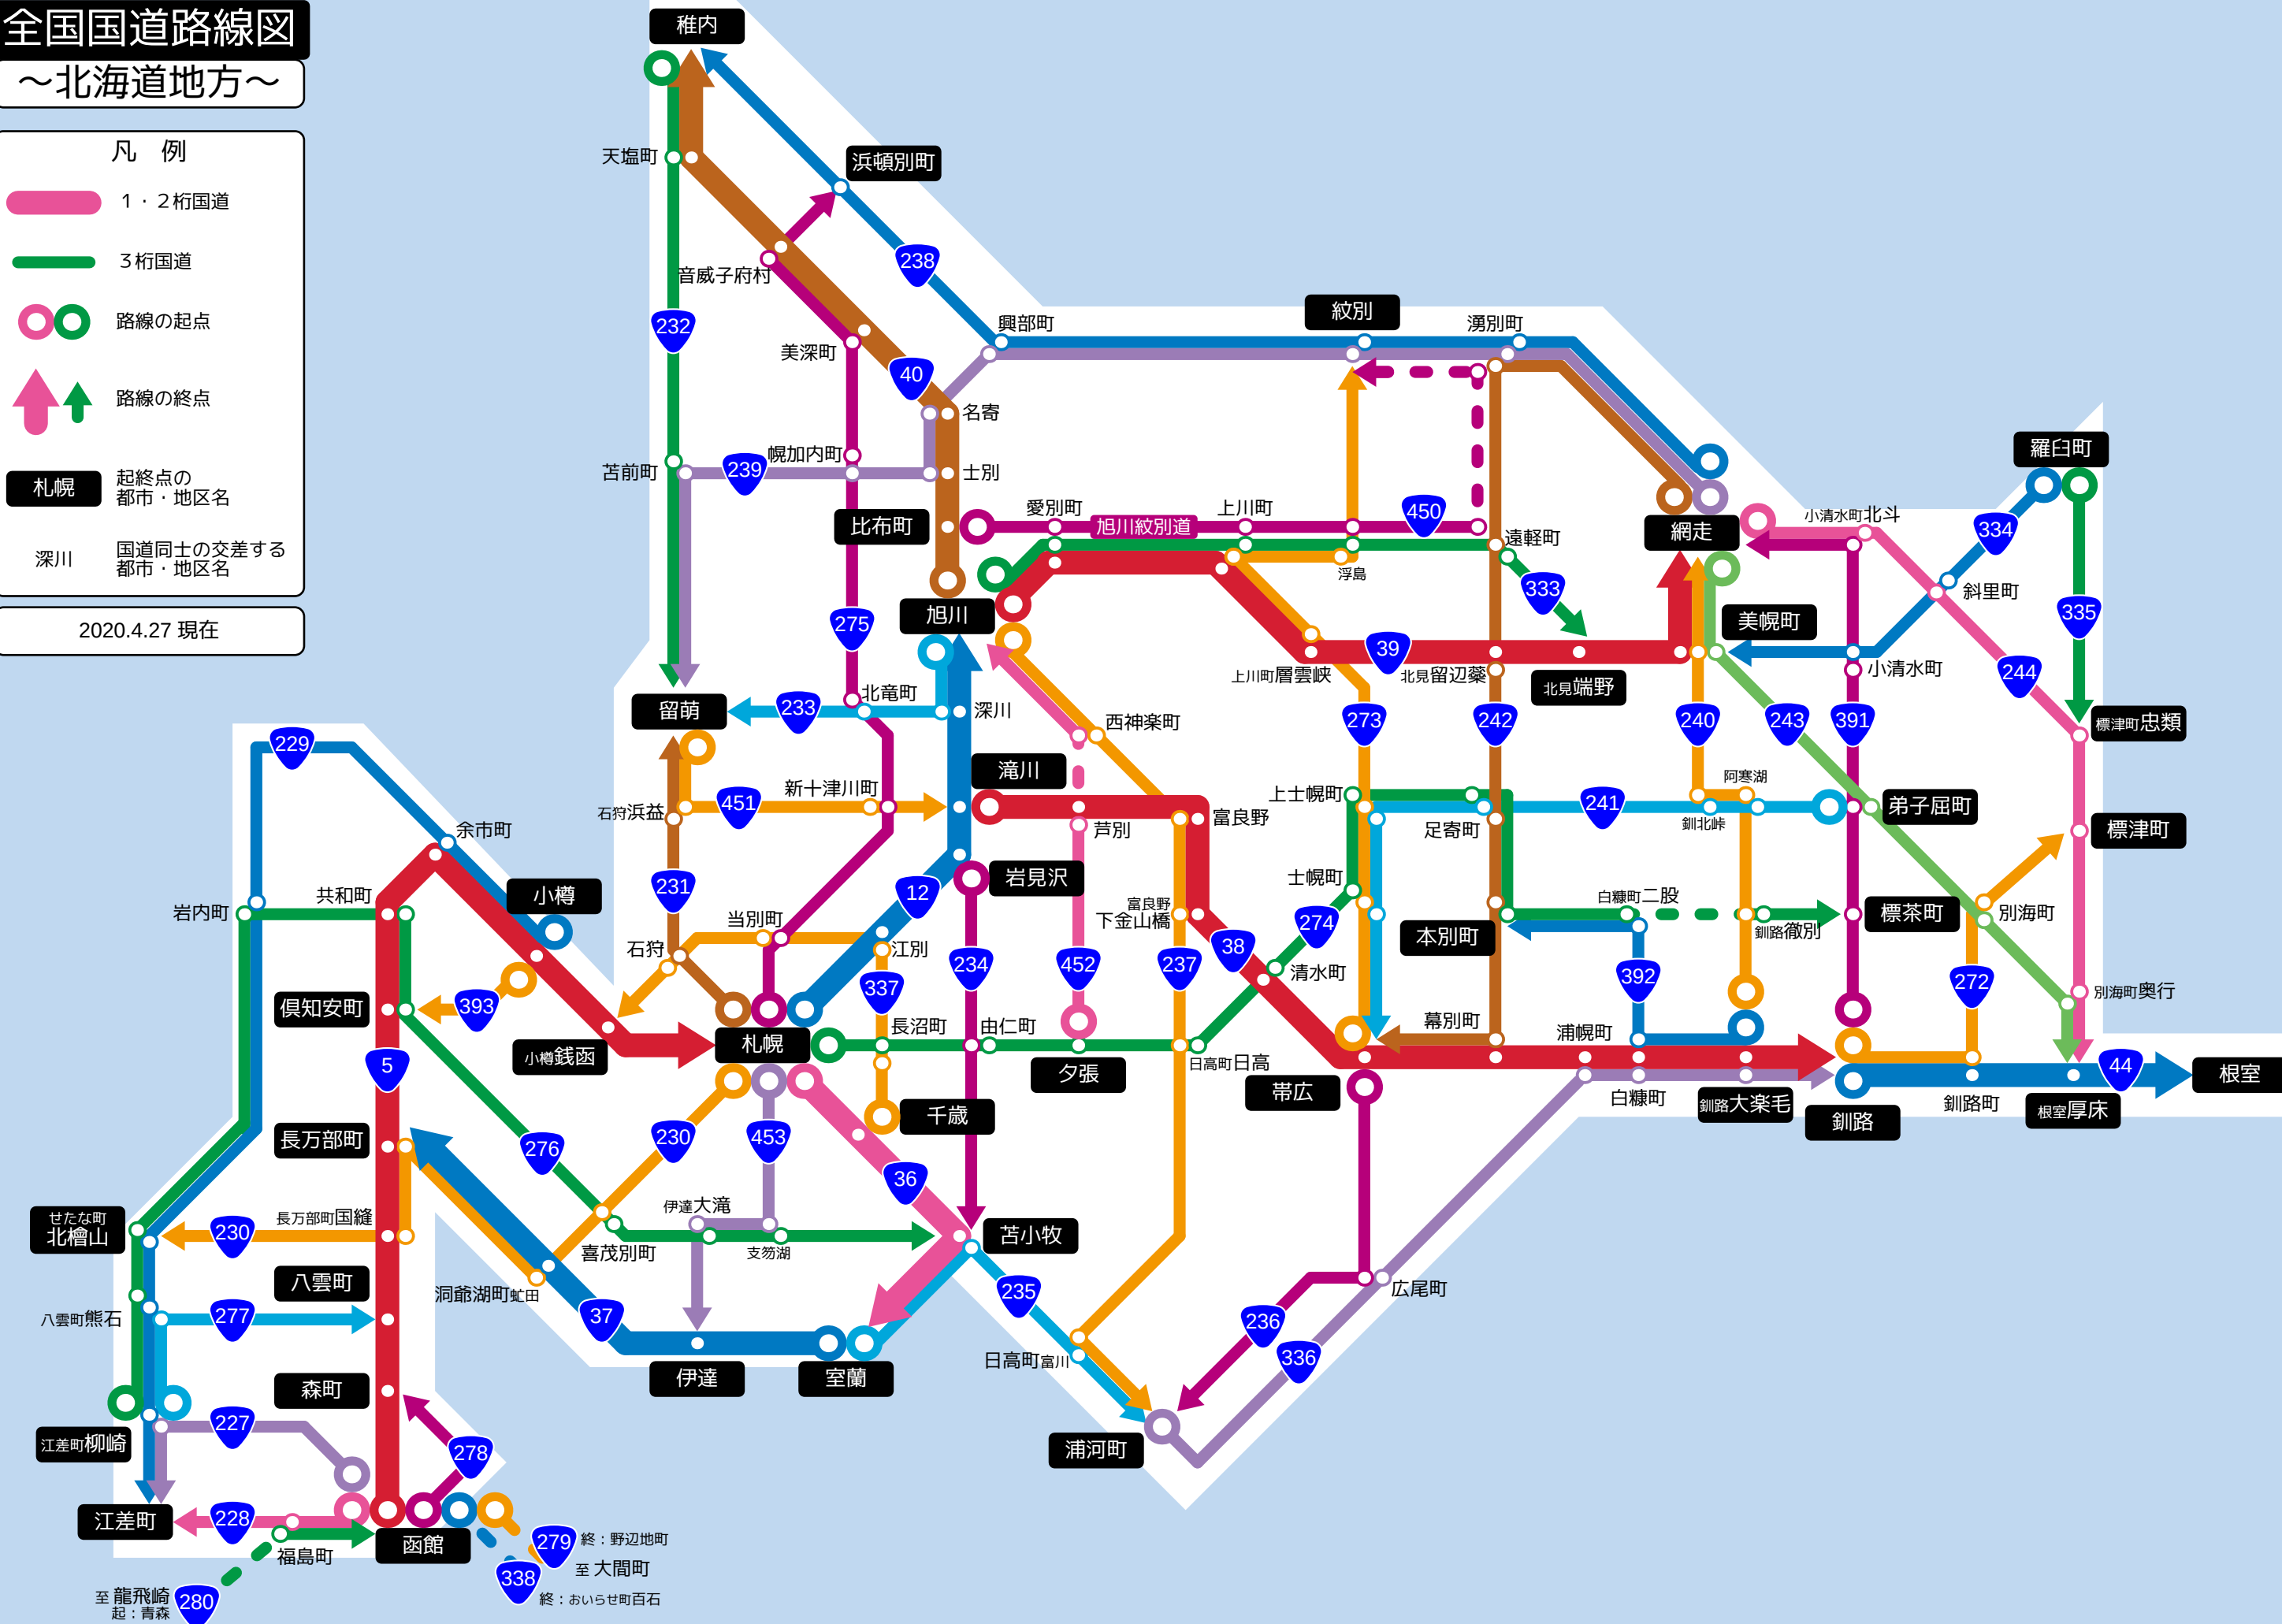 全国国道路線図
～北海道地方～
凡　例
1・2桁国道
3桁国道
路線の起点
路線の終点
札幌
起終点の
都市・地区名
深川
国道同士の交差する
都市・地区名
2020.4.27 現在
稚内
天塩町
浜頓別町
音威子府村
238
232
美深町
40
興部町
紋別
湧別町
名寄
苫前町
239
幌加内町
士別
羅臼町
比布町
愛別町
旭川紋別道
上川町
450
遠軽町
網走
小清水町北斗
334
浮島
333
斜里町
335
旭川
275
美幌町
39
上川町層雲峡
北見留辺蘂
北見端野
小清水町
244
留萌
233
北竜町
深川
西神楽町
273
242
240
243
391
標津町忠類
229
滝川
石狩浜益
451
新十津川町
芦別
富良野
上士幌町
足寄町
241
阿寒湖
釧北峠
弟子屈町
標津町
余市町
小樽
岩内町
共和町
231
12
岩見沢
士幌町
白糠町二股
富良野
下金山橋
当別町
石狩
江別
274
本別町
釧路徹別
標茶町
別海町
倶知安町
393
337
234
452
237
38
清水町
392
272
別海町奥行
小樽銭函
札幌
長沼町
由仁町
夕張
日高町日高
幕別町
浦幌町
5
帯広
白糠町
釧路大楽毛
釧路
釧路町
根室厚床
44
根室
長万部町
276
230
453
千歳
36
せたな町
北檜山
230
長万部町国縫
喜茂別町
伊達大滝
支笏湖
苫小牧
八雲町熊石
277
八雲町
洞爺湖町虻田
37
伊達
室蘭
235
日高町富川
236
336
広尾町
浦河町
森町
江差町柳崎
227
278
江差町
228
福島町
函館
279
終：野辺地町
至 大間町
338
終：おいらせ町百石
至 龍飛崎
起：青森
280